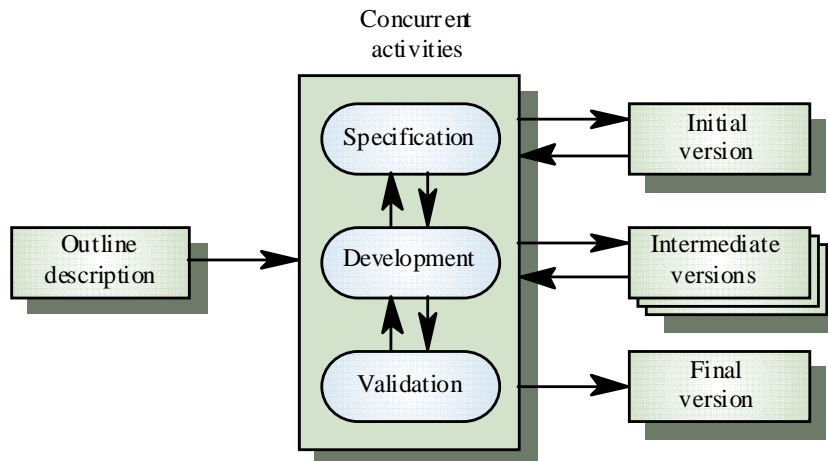 Concurrent
activities
Specification
Initial
version
Outline
description
Development
Intermediate
versions
Validation
Final
version